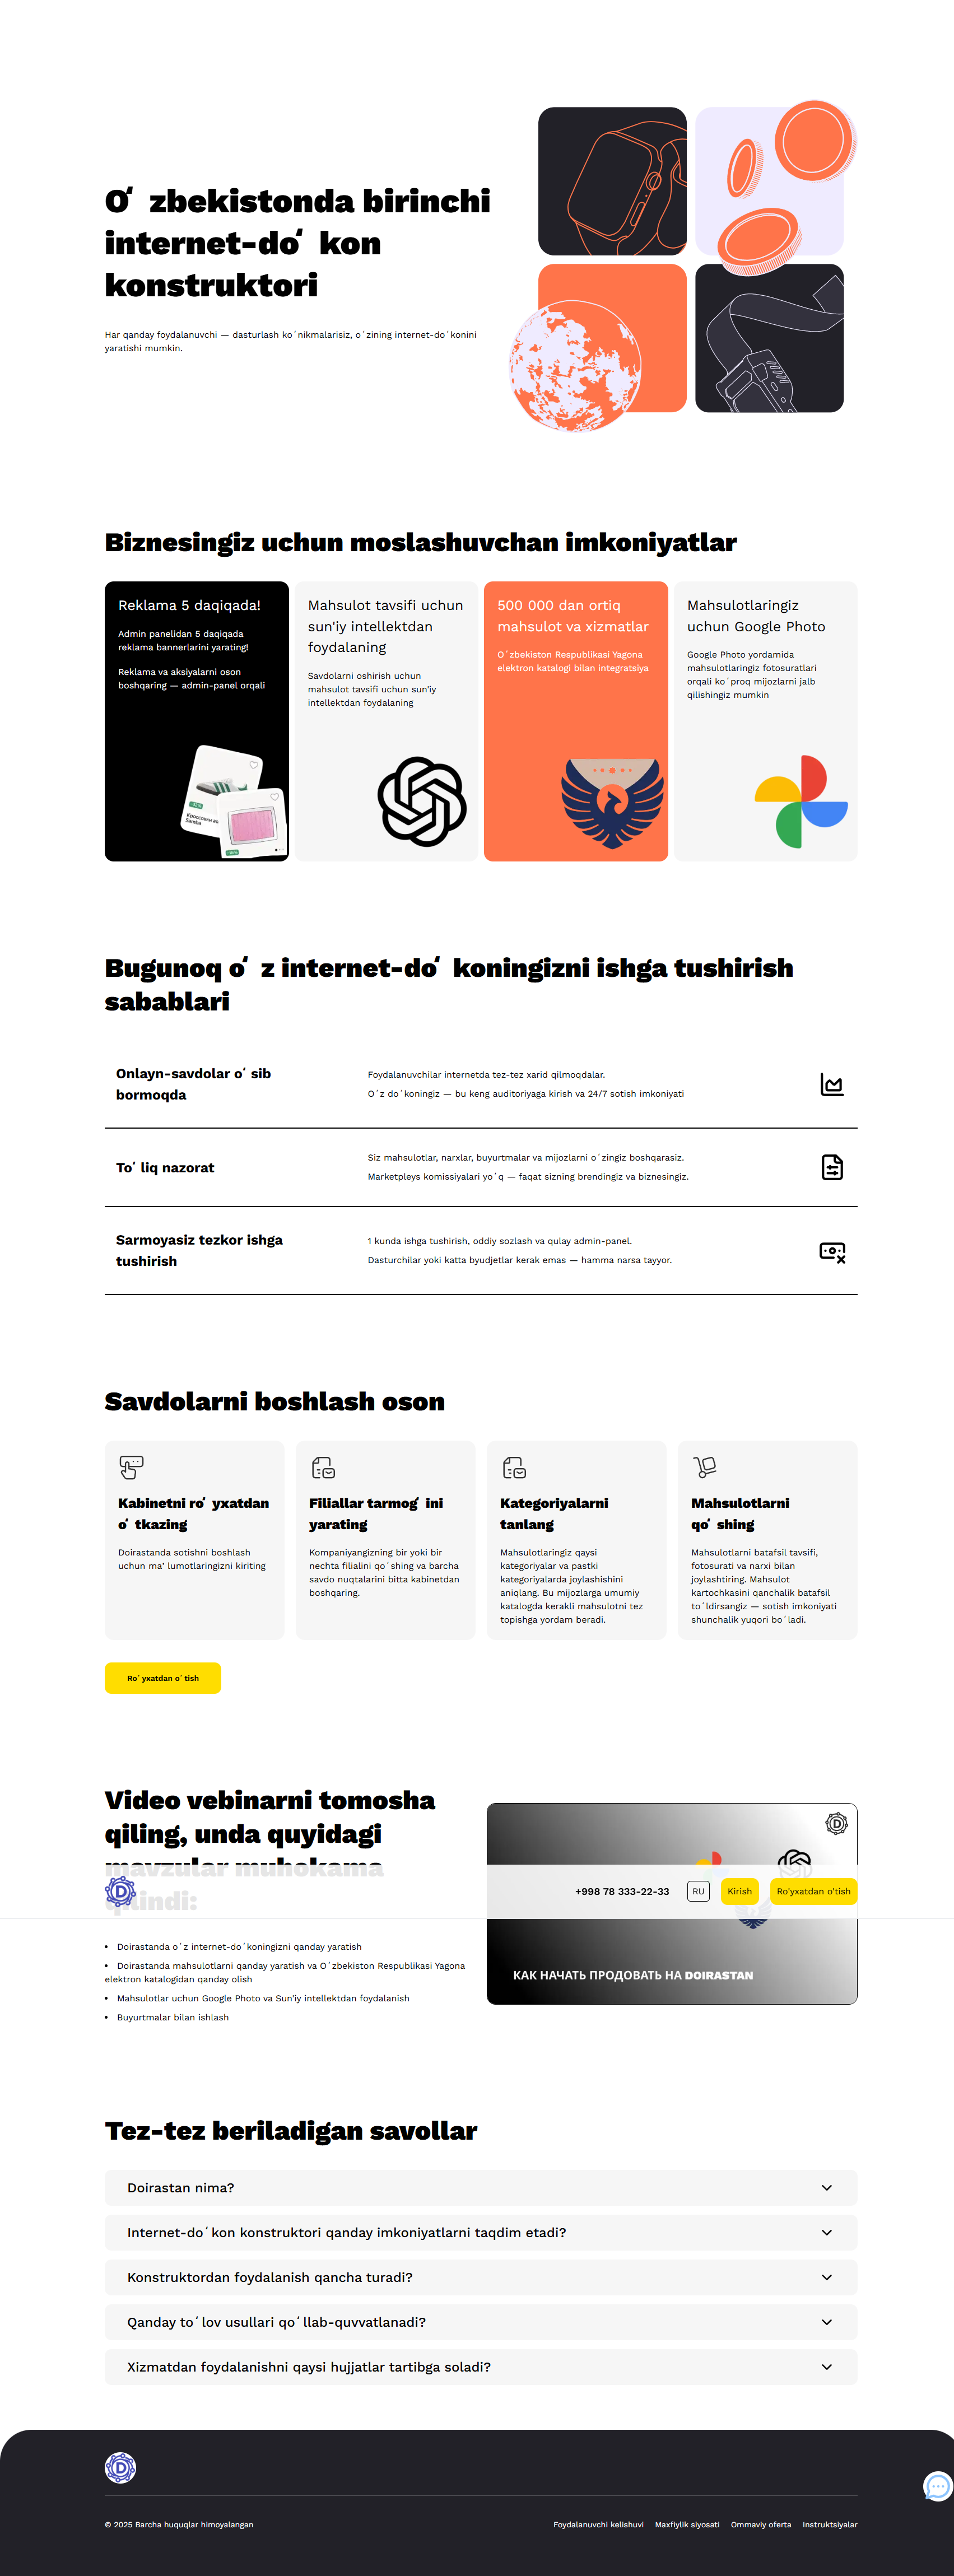 Oʻzbekistonda birinchi
internet-doʻkon
konstruktori
Har qanday foydalanuvchi — dasturlash koʻnikmalarisiz, oʻzining internet-doʻkonini
yaratishi mumkin.
Biznesingiz uchun moslashuvchan imkoniyatlar
Reklama 5 daqiqada!
Admin panelidan 5 daqiqada
reklama bannerlarini yarating!
Reklama va aksiyalarni oson
boshqaring — admin-panel orqali
Mahsulot tavsifi uchun
sun'iy intellektdan
foydalaning
Savdolarni oshirish uchun
mahsulot tavsifi uchun sun'iy
intellektdan foydalaning
500 000 dan ortiq
mahsulot va xizmatlar
Oʻzbekiston Respublikasi Yagona
elektron katalogi bilan integratsiya
Mahsulotlaringiz
uchun Google Photo
Google Photo yordamida
mahsulotlaringiz fotosuratlari
orqali koʻproq mijozlarni jalb
qilishingiz mumkin
Кроссовки
Samba
Bugunoq oʻz internet-doʻkoningizni ishga tushirish
sabablari
Onlayn-savdolar oʻsib
bormoqda
Foydalanuvchilar internetda tez-tez xarid qilmoqdalar.
Oʻz doʻkoningiz — bu keng auditoriyaga kirish va 24/7 sotish imkoniyati
Toʻliq nazorat
Siz mahsulotlar, narxlar, buyurtmalar va mijozlarni oʻzingiz boshqarasiz.
Marketpleys komissiyalari yoʻq — faqat sizning brendingiz va biznesingiz.
Sarmoyasiz tezkor ishga
tushirish
1 kunda ishga tushirish, oddiy sozlash va qulay admin-panel.
Dasturchilar yoki katta byudjetlar kerak emas — hamma narsa tayyor.
Savdolarni boshlash oson
Kabinetni roʻyxatdan
oʻtkazing
Doirastanda sotishni boshlash
uchun ma' lumotlaringizni kiriting
Filiallar tarmogʻini
yarating
Kompaniyangizning bir yoki bir
nechta filialini qoʻshing va barcha
savdo nuqtalarini bitta kabinetdan
boshqaring.
Kategoriyalarni
tanlang
Mahsulotlaringiz qaysi
kategoriyalar va pastki
kategoriyalarda joylashishini
aniqlang. Bu mijozlarga umumiy
katalogda kerakli mahsulotni tez
topishga yordam beradi.
Mahsulotlarni
qoʻshing
Mahsulotlarni batafsil tavsifi,
fotosurati va narxi bilan
joylashtiring. Mahsulot
kartochkasini qanchalik batafsil
toʻldirsangiz — sotish imkoniyati
shunchalik yuqori boʻladi.
Roʻyxatdan oʻtish
Video vebinarni tomosha
qiling, unda quyidagi
mavzular muhokama
qilindi:
D
+998 78 333-22-33
RU
Kirish
Ro'yxatdan o'tish
• Doirastanda oʻz internet-doʻkoningizni qanday yaratish
• Doirastanda mahsulotlarni qanday yaratish va Oʻzbekiston Respublikasi Yagona
elektron katalogidan qanday olish
• Mahsulotlar uchun Google Photo va Sun'iy intellektdan foydalanish
• Buyurtmalar bilan ishlash
D
КАК НАЧАТЬ ПРОДОВАТЬ НА DOIRASTAN
Tez-tez beriladigan savollar
Doirastan nima?
Internet-doʻkon konstruktori qanday imkoniyatlarni taqdim etadi?
Konstruktordan foydalanish qancha turadi?
Qanday toʻlov usullari qoʻllab-quvvatlanadi?
Xizmatdan foydalanishni qaysi hujjatlar tartibga soladi?
D
© 2025 Barcha huquqlar himoyalangan
Foydalanuvchi kelishuvi
Maxfiylik siyosati
Ommaviy oferta
Instruktsiyalar